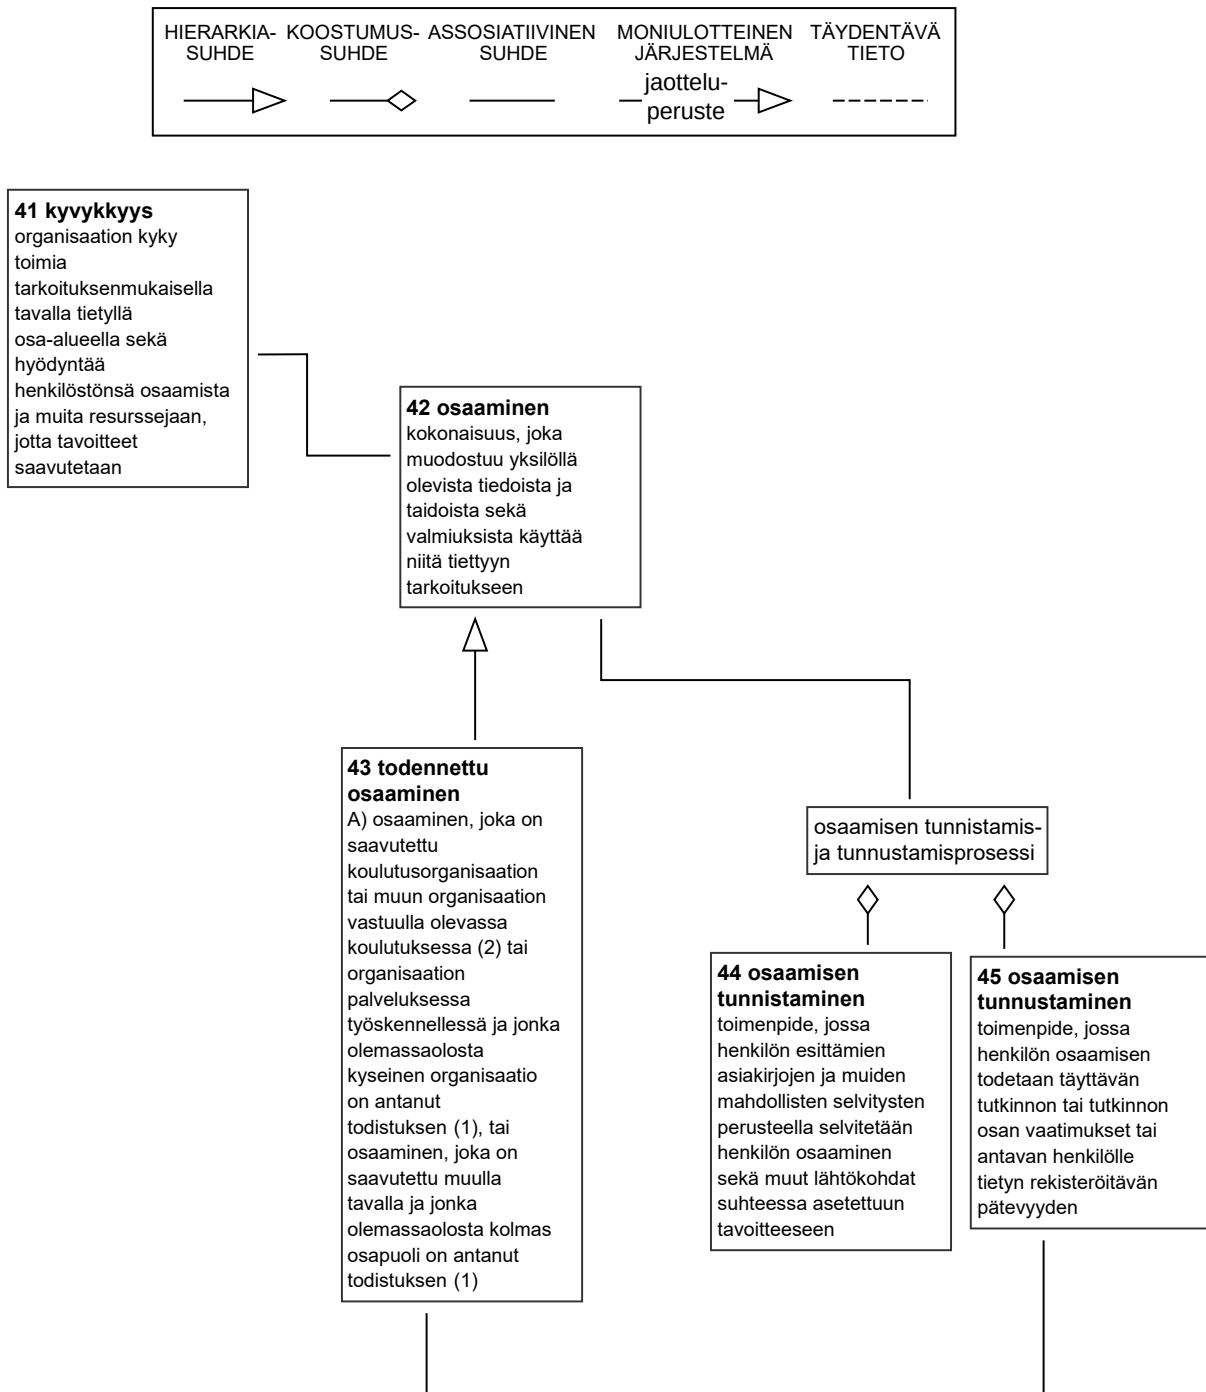 HIERARKIA-
SUHDE
KOOSTUMUS-
SUHDE
ASSOSIATIIVINEN
SUHDE
MONIULOTTEINEN
JÄRJESTELMÄ
jaottelu-
peruste
TÄYDENTÄVÄ
TIETO
41 kyvykkyys
organisaation kyky
toimia
tarkoituksenmukaisella
tavalla tietyllä
osa-alueella sekä
hyödyntää
henkilöstönsä osaamista
ja muita resurssejaan,
jotta tavoitteet
saavutetaan
42 osaaminen
kokonaisuus, joka
muodostuu yksilöllä
olevista tiedoista ja
taidoista sekä
valmiuksista käyttää
niitä tiettyyn
tarkoitukseen
43 todennettu
osaaminen
A) osaaminen, joka on
saavutettu
koulutusorganisaation
tai muun organisaation
vastuulla olevassa
koulutuksessa (2) tai
organisaation
palveluksessa
työskennellessä ja jonka
olemassaolosta
kyseinen organisaatio
on antanut
todistuksen (1), tai
osaaminen, joka on
saavutettu muulla
tavalla ja jonka
olemassaolosta kolmas
osapuoli on antanut
todistuksen (1)
osaamisen tunnistamis-
ja tunnustamisprosessi
44 osaamisen
tunnistaminen
toimenpide, jossa
henkilön esittämien
asiakirjojen ja muiden
mahdollisten selvitysten
perusteella selvitetään
henkilön osaaminen
sekä muut lähtökohdat
suhteessa asetettuun
tavoitteeseen
45 osaamisen
tunnustaminen
toimenpide, jossa
henkilön osaamisen
todetaan täyttävän
tutkinnon tai tutkinnon
osan vaatimukset tai
antavan henkilölle
tietyn rekisteröitävän
pätevyyden